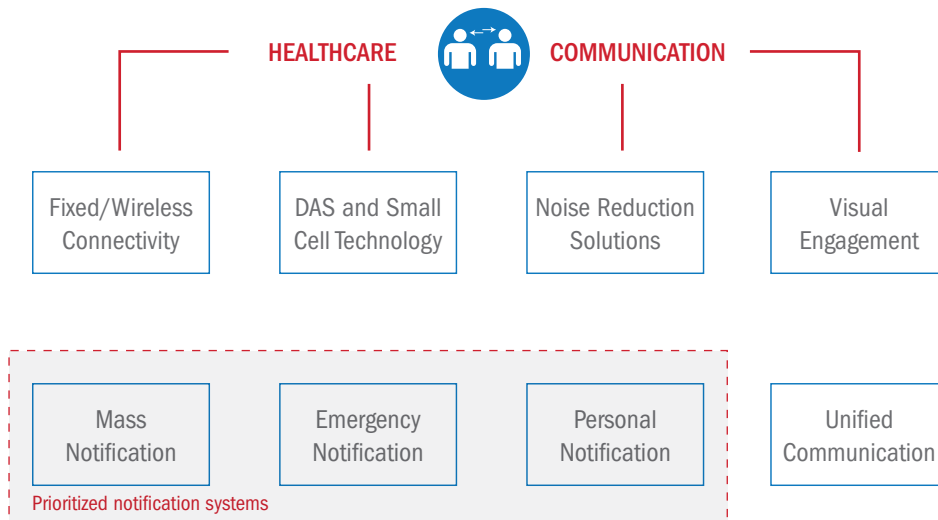 HEALTHCARE COMMUNICATION
Fixed/Wireless
Connectivity
DAS and Small
Cell Technology
Noise Reduction
Solutions
Visual
Engagement
Mass
Notification
Emergency
Notification
Personal
Notification
Unified
Communication
Prioritized notification systems